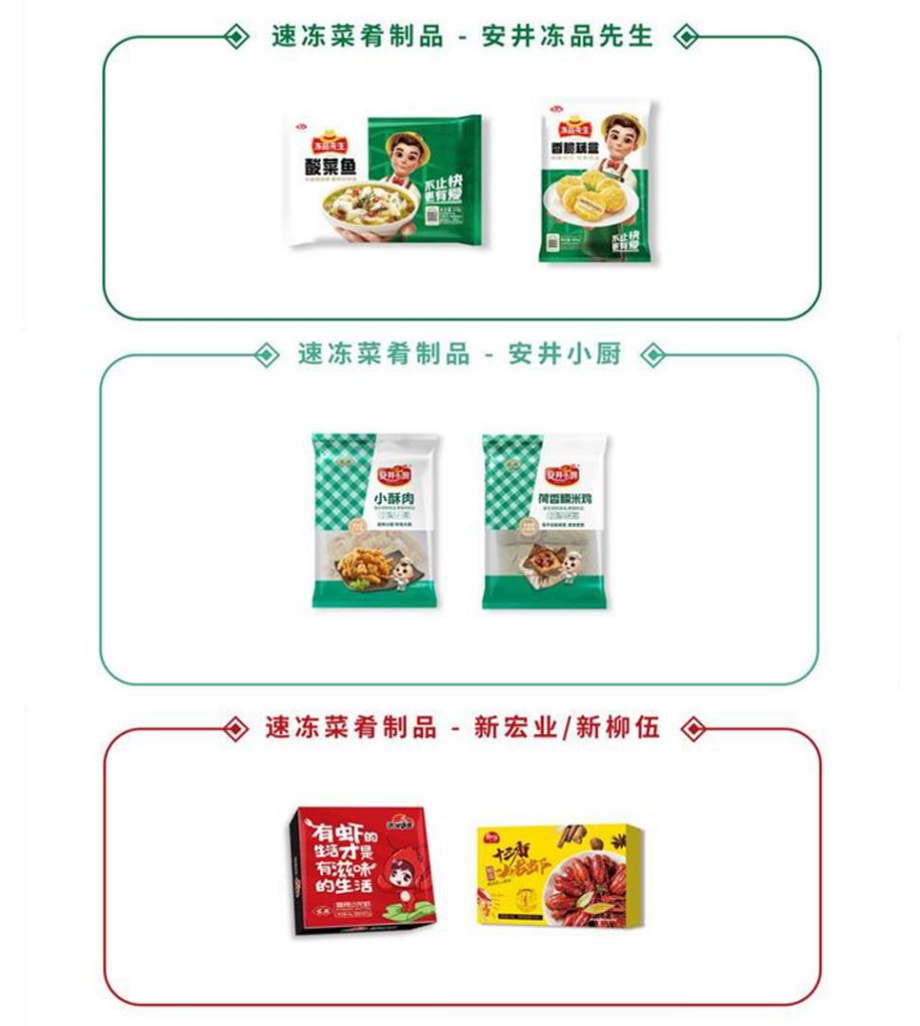 速冻菜肴制品 - 安井冻品先生
冻品先生
酸菜鱼
不止快
更有爱
冻品先生
香脆藕盒
不止快
更有爱
速冻菜肴制品 - 安井小厨
安井小厨
小酥肉
安井小厨
荷香糯米鸡
速冻菜肴制品 - 新宏业/新柳伍
有虾的
生活才是
有滋味
的生活
十三香
小龙虾